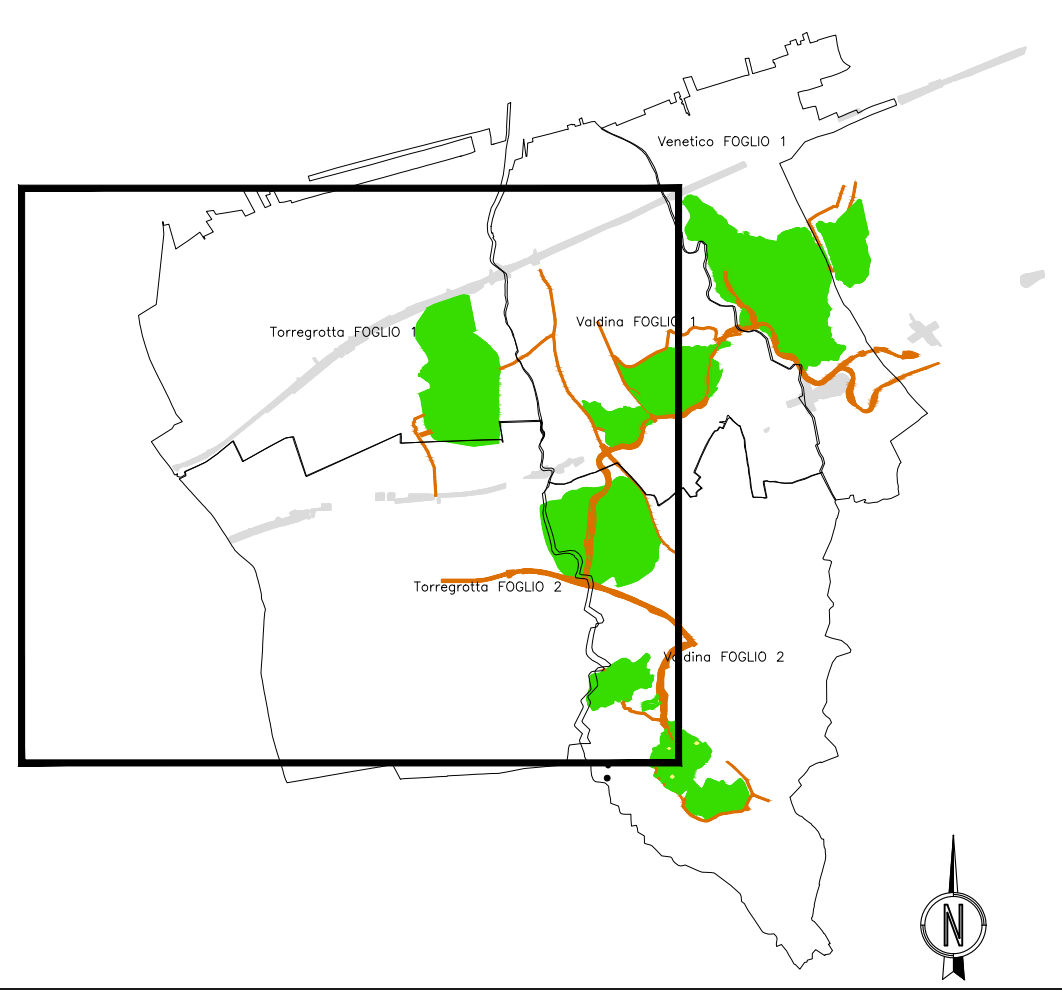 Venetico FOGLIO 1
Valdina FOGLIO 1
Torregrotta FOGLIO 1
Torregrotta FOGLIO 2
Valdina FOGLIO 2
N